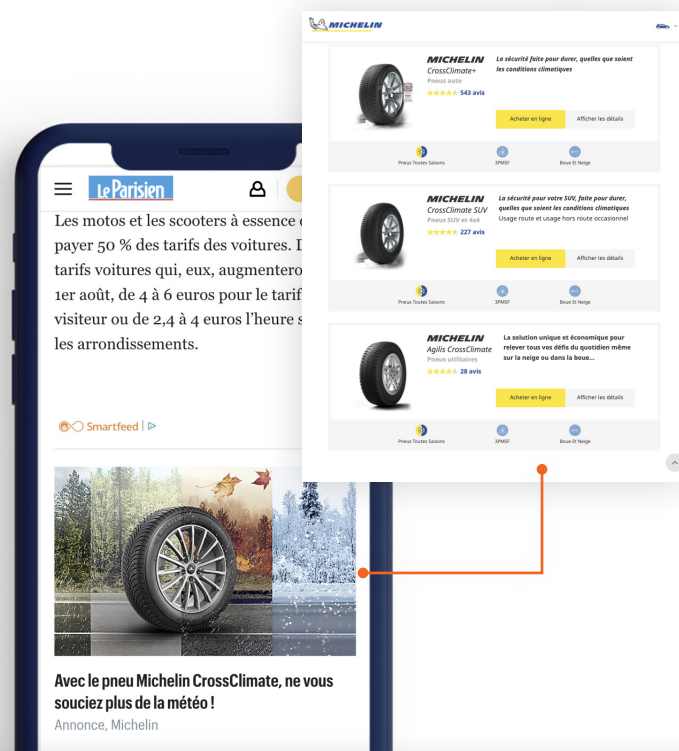 MICHELIN
MICHELIN
CrossClimate+
Pneus auto
543 avis
La sécurité faite pour durer, quelles que soient
les conditions climatiques
Acheter en ligne
Afficher les détails
Pneus Toutes Saisons
3PMSF
Boue Et Neige
MICHELIN
CrossClimate SUV
Pneus SUV et 4x4
227 avis
La sécurité pour votre SUV, faite pour durer,
quelles que soient les conditions climatiques
Usage route et usage hors route occasionnel
Acheter en ligne
Afficher les détails
Pneus Toutes Saisons
3PMSF
Boue Et Neige
MICHELIN
Agilis CrossClimate
Pneus utilitaires
28 avis
La solution unique et économique pour
relever tous vos défis du quotidien même
sur la neige ou dans la boue...
Acheter en ligne
Afficher les détails
Pneus Toutes Saisons
3PMSF
Boue Et Neige
Le Parisien
Les motos et les scooters à essence
payer 50 % des tarifs des voitures.
tarifs voitures qui, eux, augmentero
1er août, de 4 à 6 euros pour le tarif
visiteur ou de 2,4 à 4 euros l'heure s
les arrondissements.
Smartfeed
Avec le pneu Michelin CrossClimate, ne vous
souciez plus de la météo !
Annonce, Michelin